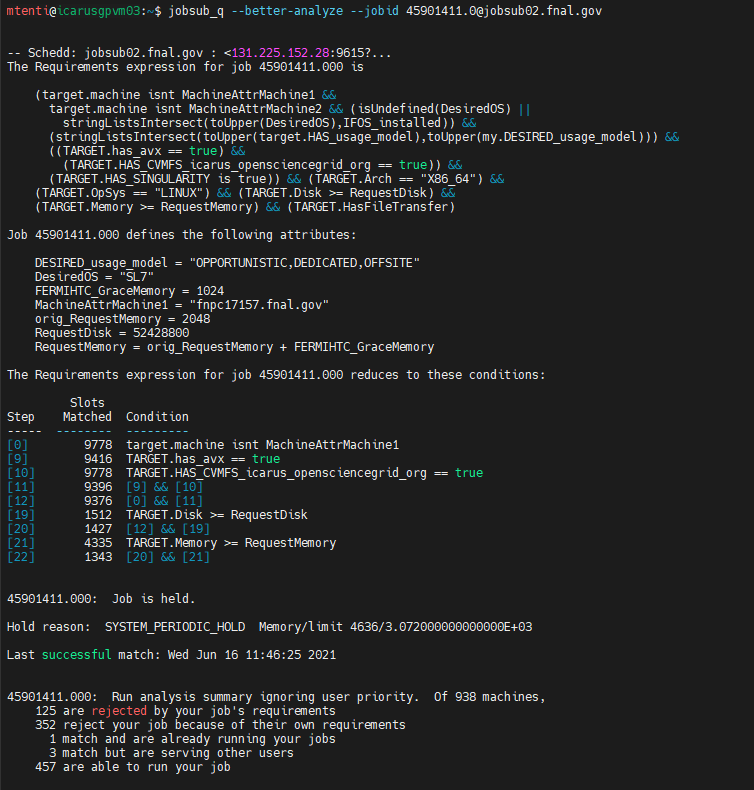 mtenti@icarusgpvm03:~$ jobsub_q --better-analyze --jobid 45901411.0@jobsub02.fnal.gov
-- Schedd: jobsub02.fnal.gov : <131.225.152.28:9615?...
The Requirements expression for job 45901411.000 is
(target.machine isnt MachineAttrMachine1 &&
target.machine isnt MachineAttrMachine2 && (isUndefined(DesiredOS) ||
stringListsIntersect(toUpper(DesiredOS),IFOS_installed)) &&
(stringListsIntersect(toUpper(target.HAS_usage_model),toUpper(my.DESIRED_usage_model))) &&
((TARGET.has_avx == true) &&
(TARGET.HAS_CVMFS_icarus_opensciencegrid_org == true)) &&
(TARGET.HAS_SINGULARITY is true)) && (TARGET.Arch == "X86_64") &&
(TARGET.OpSys == "LINUX") && (TARGET.Disk >= RequestDisk) &&
(TARGET.Memory >= RequestMemory) && (TARGET.HasFileTransfer)
Job 45901411.000 defines the following attributes:
DESIRED_usage_model = "OPPORTUNISTIC,DEDICATED,OFFSITE"
DesiredOS = "SL7"
FERMIHTC_GraceMemory = 1024
MachineAttrMachine1 = "fnpc17157.fnal.gov"
orig_RequestMemory = 2048
RequestDisk = 52428800
RequestMemory = orig_RequestMemory + FERMIHTC_GraceMemory
The Requirements expression for job 45901411.000 reduces to these conditions:
Slots
Step Matched Condition
----- -------- ---------
[0] 9778 target.machine isnt MachineAttrMachine1
[9] 9416 TARGET.has_avx == true
[10] 9778 TARGET.HAS_CVMFS_icarus_opensciencegrid_org == true
[11] 9396 [9] && [10]
[12] 9376 [0] && [11]
[19] 1512 TARGET.Disk >= RequestDisk
[20] 1427 [12] && [19]
[21] 4335 TARGET.Memory >= RequestMemory
[22] 1343 [20] && [21]
45901411.000: Job is held.
Hold reason: SYSTEM_PERIODIC_HOLD Memory/limit 4636/3.072000000000000E+03
Last successful match: Wed Jun 16 11:46:25 2021
45901411.000: Run analysis summary ignoring user priority. Of 938 machines,
125 are rejected by your job's requirements
352 reject your job because of their own requirements
1 match and are already running your jobs
3 match but are serving other users
457 are able to run your job